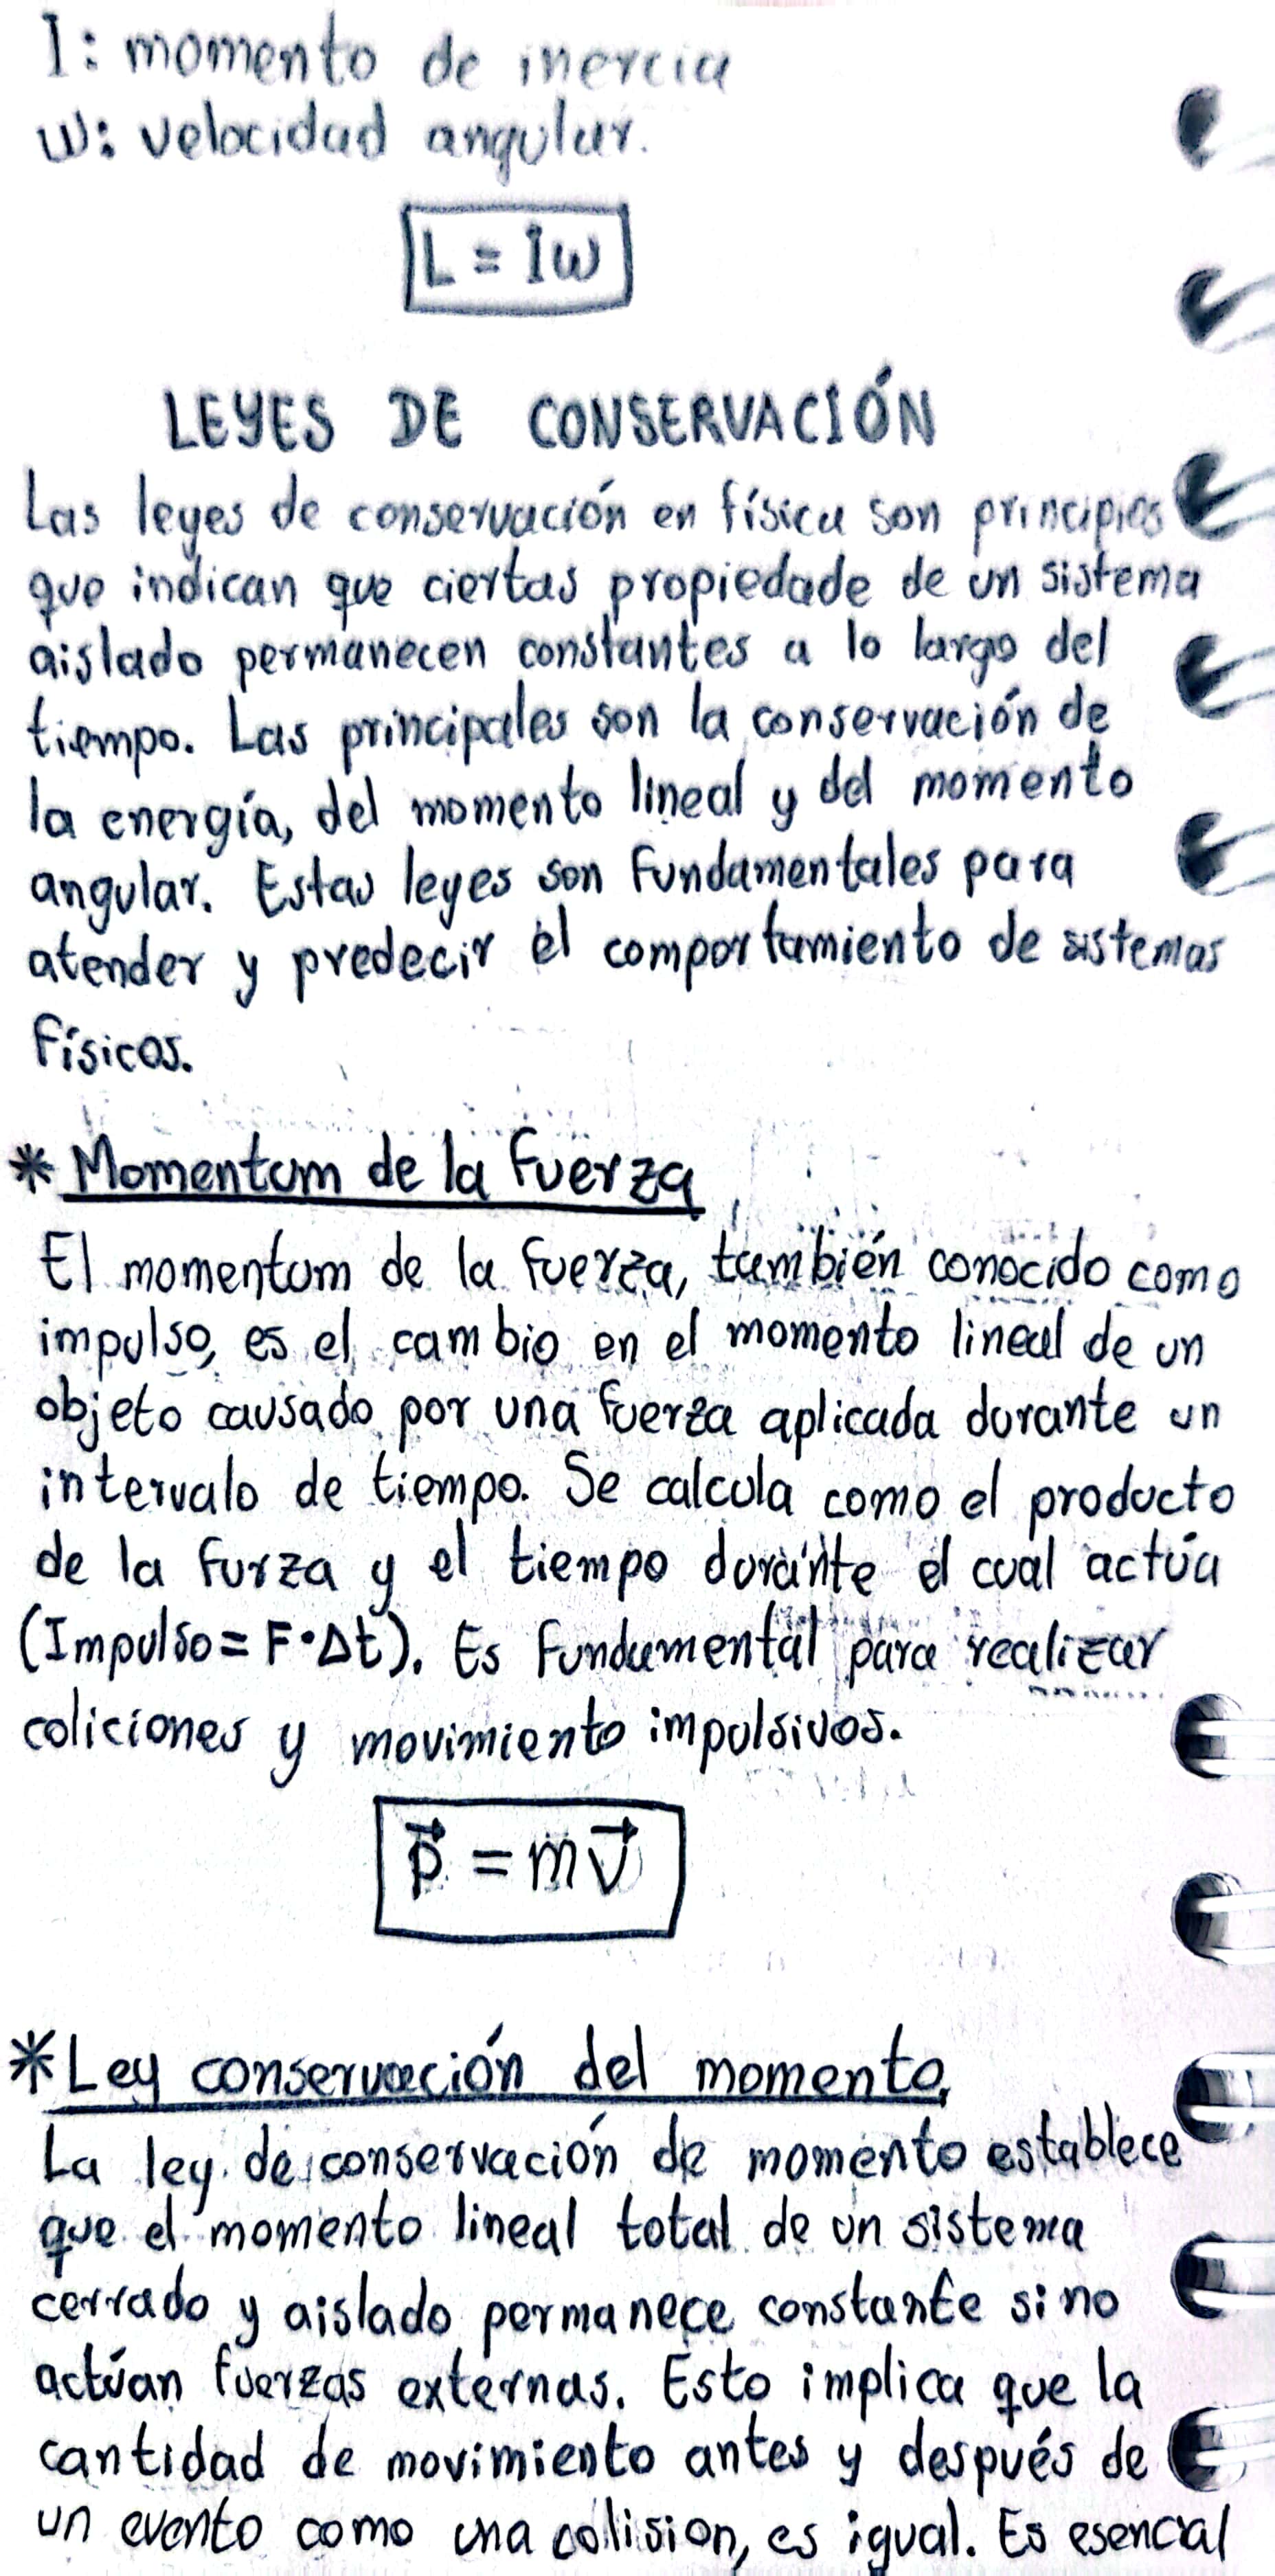 I: momento de inercia
ω: velocidad angular.
L = Iω
LEYES DE CONSERVACIÓN
Las leyes de conservación en física son principios
que indican que ciertas propiedade de un sistema
aislado permanecen constantes a lo largo del
tiempo. Las principales son la conservación de
la energía, del momento lineal y del momento
angular. Estas leyes son fundamentales para
atender y predecir el comportamiento de sistemas
físicos.
* Momentum de la fuerza
El momentum de la fuerza, también conocido como
impulso, es el cambio en el momento lineal de un
objeto causado por una fuerza aplicada durante un
intervalo de tiempo. Se calcula como el producto
de la furza y el tiempo durante el cual actúa
(Impulso = F·Δt). Es fundamental para realizar
coliciones y movimiento impulsivos.
p⃗ = mv⃗
* Ley conservación del momento.
La ley de conservación de momento establece
que el momento lineal total de un sistema
cerrado y aislado permanece constante si no
actúan fuerzas externas. Esto implica que la
cantidad de movimiento antes y después de
un evento como una colision, es igual. Es esencial